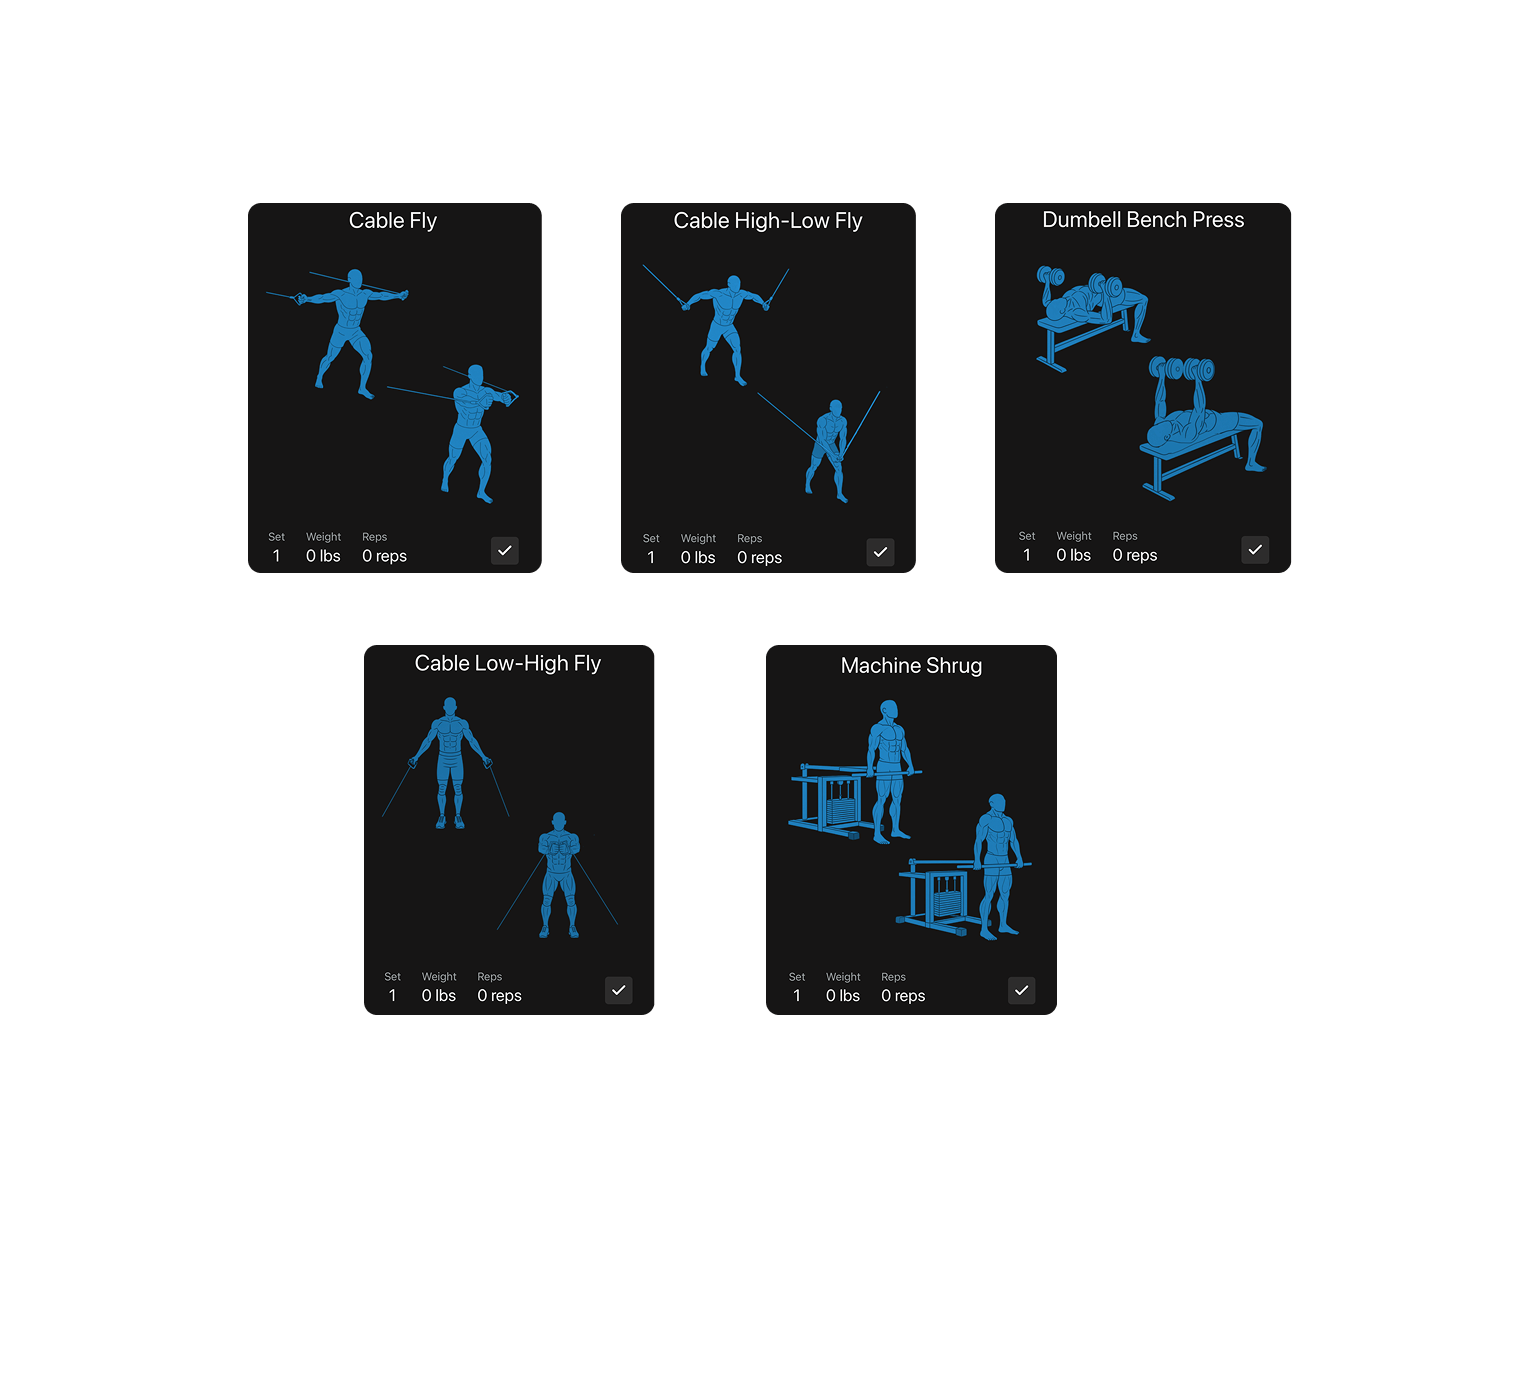 Cable Fly
Set Weight Reps
1 0 lbs 0 reps
Cable High-Low Fly
Set Weight Reps
1 0 lbs 0 reps
Dumbell Bench Press
Set Weight Reps
1 0 lbs 0 reps
Cable Low-High Fly
Set Weight Reps
1 0 lbs 0 reps
Machine Shrug
Set Weight Reps
1 0 lbs 0 reps